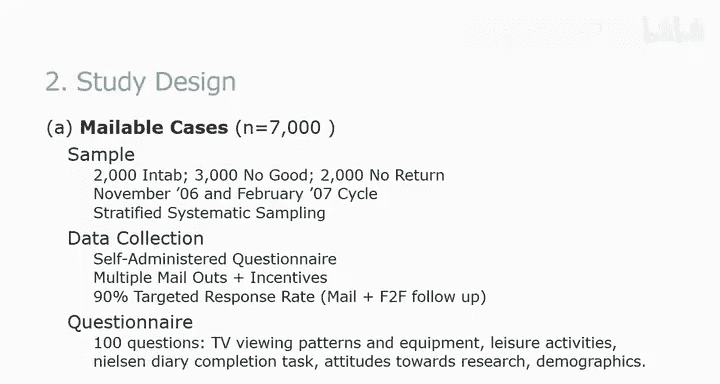 2. Study Design
(a) Mailable Cases (n=7,000 )
Sample
2,000 Intab; 3,000 No Good; 2,000 No Return
November ’06 and February ’07 Cycle
Stratified Systematic Sampling
Data Collection
Self-Administered Questionnaire
Multiple Mail Outs + Incentives
90% Targeted Response Rate (Mail + F2F follow up)
Questionnaire
100 questions: TV viewing patterns and equipment, leisure activities,
nielsen diary completion task, attitudes towards research, demographics.